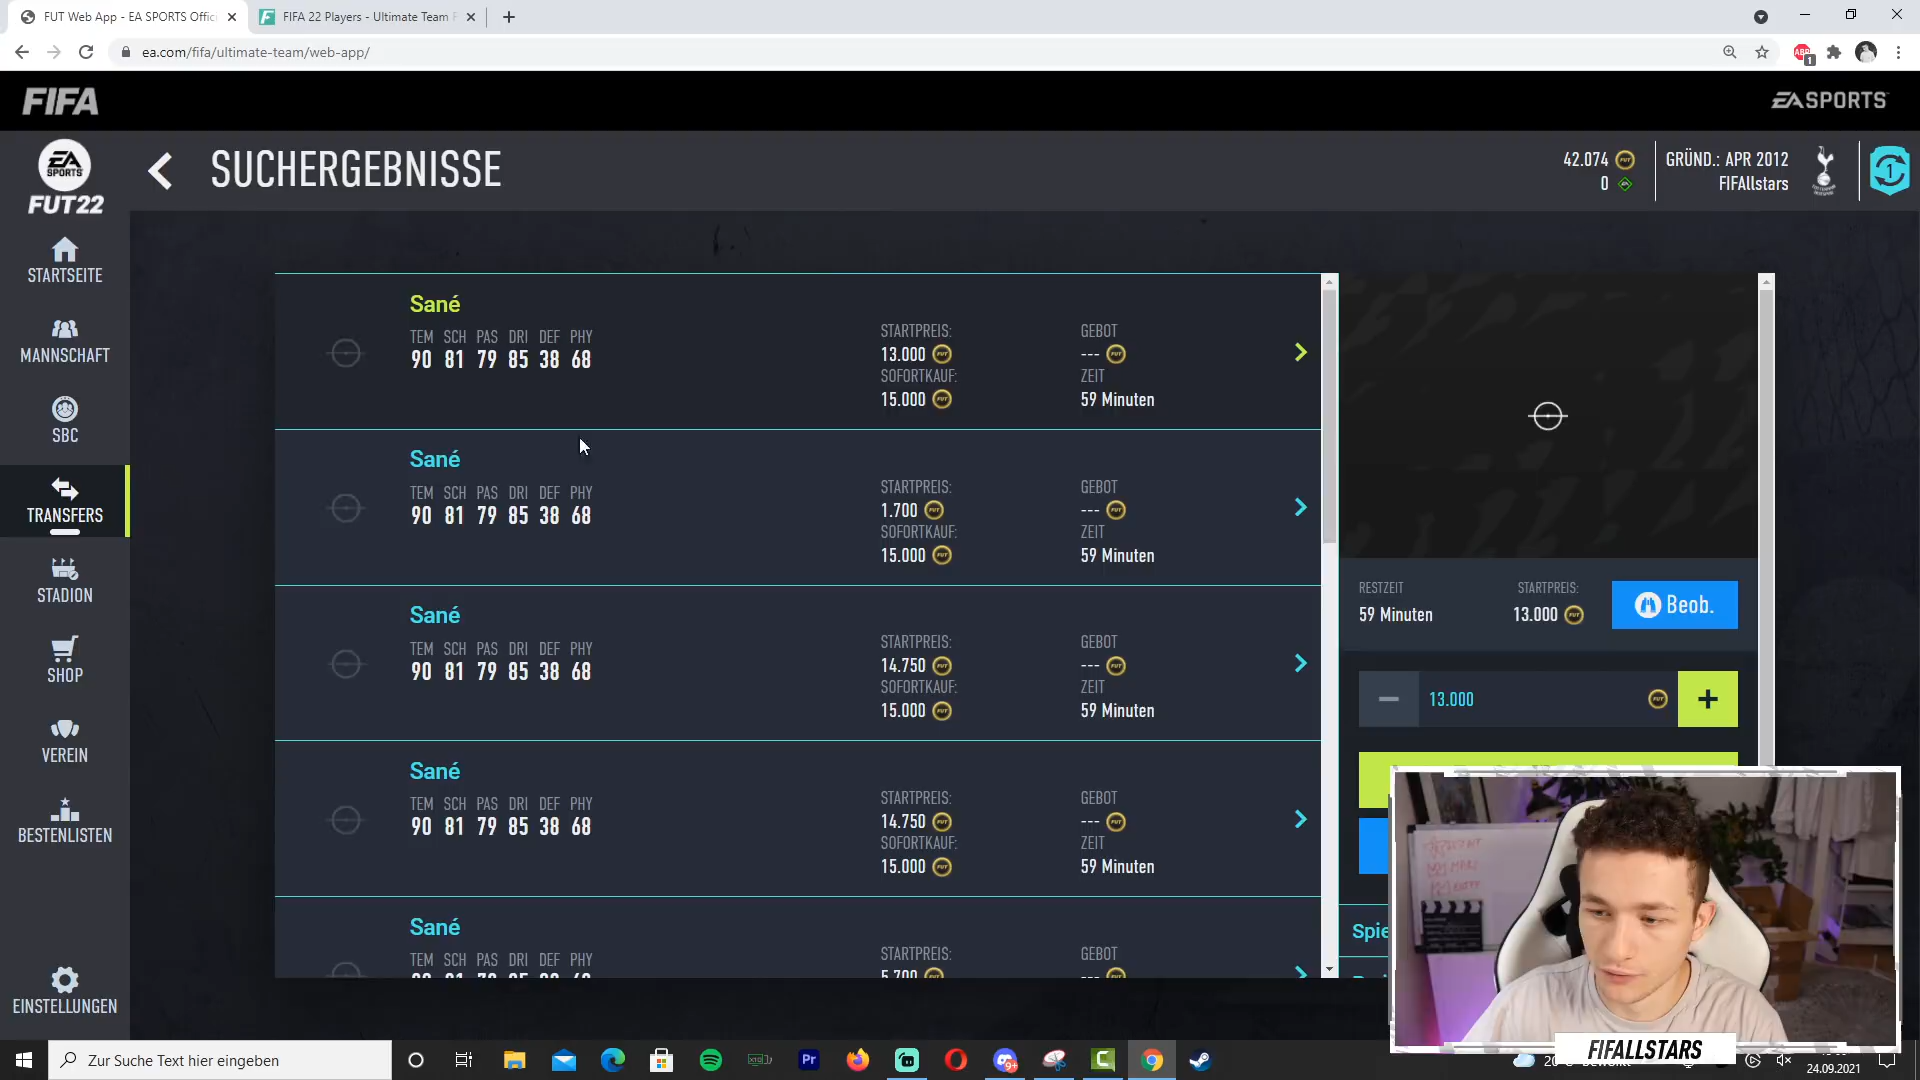 FUT Web App - EA SPORTS Offici
FIFA 22 Players - Ultimate Team
ea.com/fifa/ultimate-team/web-app/
FIFA
EA SPORTS
EA SPORTS
FUT22
SUCHERGEBNISSE
42.074
0
GRÜND.: APR 2012
FIFAllstars
1
STARTSEITE
MANNSCHAFT
SBC
TRANSFERS
STADION
SHOP
VEREIN
BESTENLISTEN
EINSTELLUNGEN
Sané
TEM SCH PAS DRI DEF PHY
90 81 79 85 38 68
STARTPREIS:
13.000
SOFORTKAUF:
15.000
GEBOT
---
ZEIT
59 Minuten
Sané
TEM SCH PAS DRI DEF PHY
90 81 79 85 38 68
STARTPREIS:
1.700
SOFORTKAUF:
15.000
GEBOT
---
ZEIT
59 Minuten
Sané
TEM SCH PAS DRI DEF PHY
90 81 79 85 38 68
STARTPREIS:
14.750
SOFORTKAUF:
15.000
GEBOT
---
ZEIT
59 Minuten
Sané
TEM SCH PAS DRI DEF PHY
90 81 79 85 38 68
STARTPREIS:
14.750
SOFORTKAUF:
15.000
GEBOT
---
ZEIT
59 Minuten
Sané
TEM SCH PAS DRI DEF PHY
STARTPREIS:
5.700
GEBOT
---
RESTZEIT
59 Minuten
STARTPREIS:
13.000
Beob.
13.000
Spie
FIFALLSTARS
Zur Suche Text hier eingeben
24.09.2021